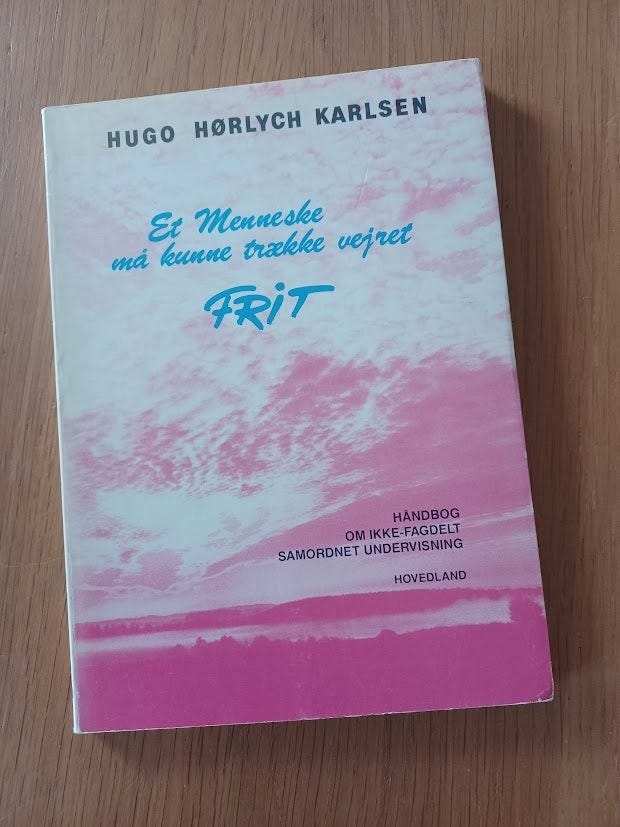 HUGO HØRLYCH KARLSEN
Et Menneske
må kunne trække vejret
FRiT
HÅNDBOG
OM IKKE-FAGDELT
SAMORDNET UNDERVISNING
HOVEDLAND